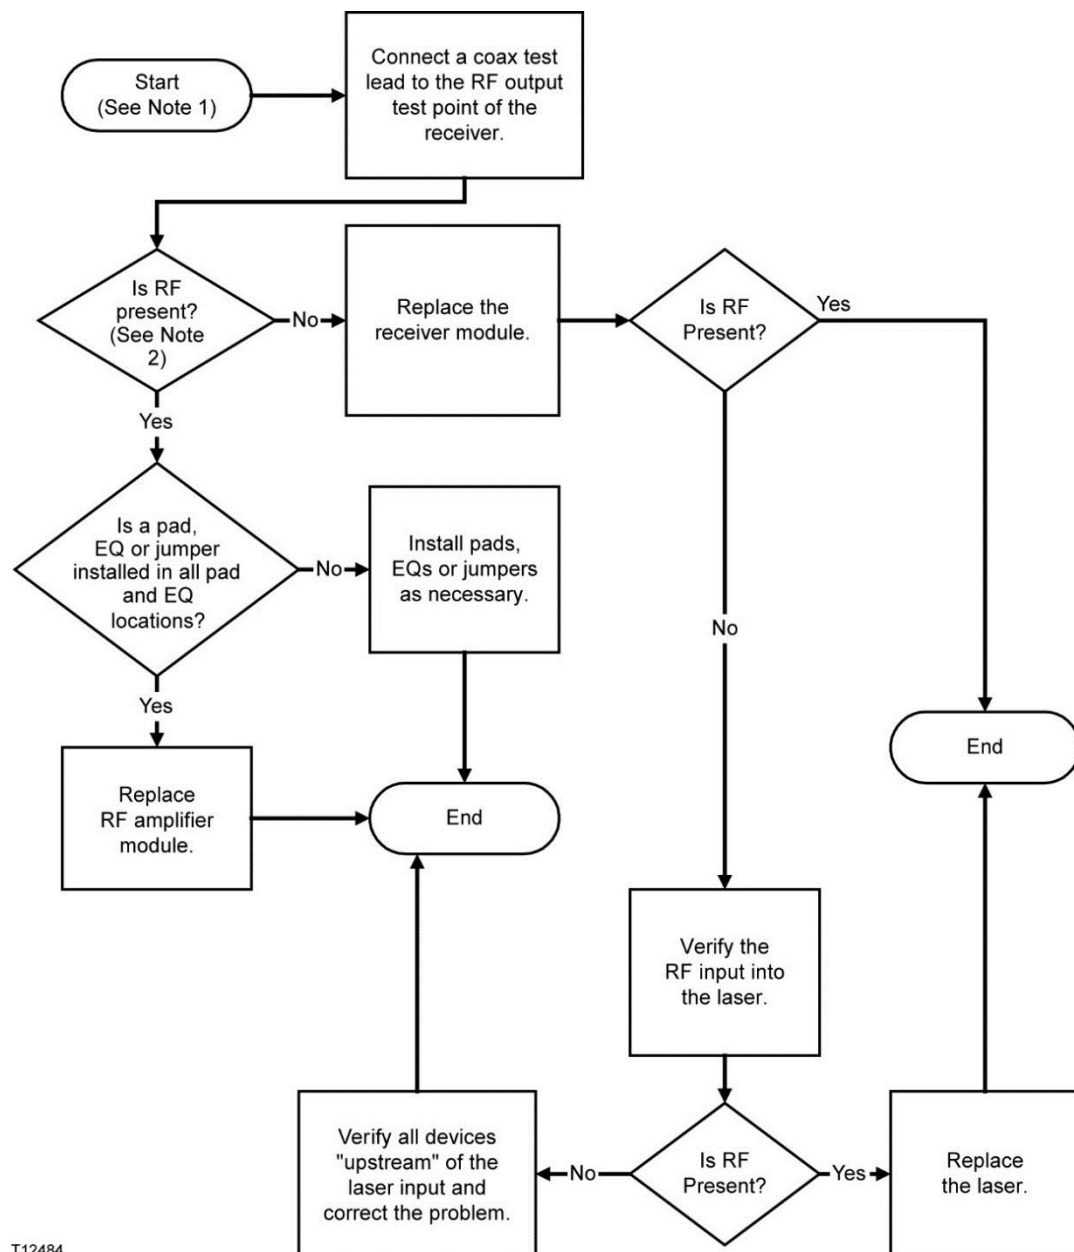 Start
(See Note 1)
Connect a coax test
lead to the RF output
test point of the
receiver.
Is RF
present?
(See Note
2)
No
Replace the
receiver module.
Is RF
Present?
Yes
Yes
Is a pad,
EQ or jumper
installed in all pad
and EQ
locations?
No
Install pads,
EQs or jumpers
as necessary.
No
Yes
Replace
RF amplifier
module.
End
End
Verify the
RF input into
the laser.
Verify all devices
"upstream" of the
laser input and
correct the problem.
No
Is RF
Present?
Yes
Replace
the laser.
T12484